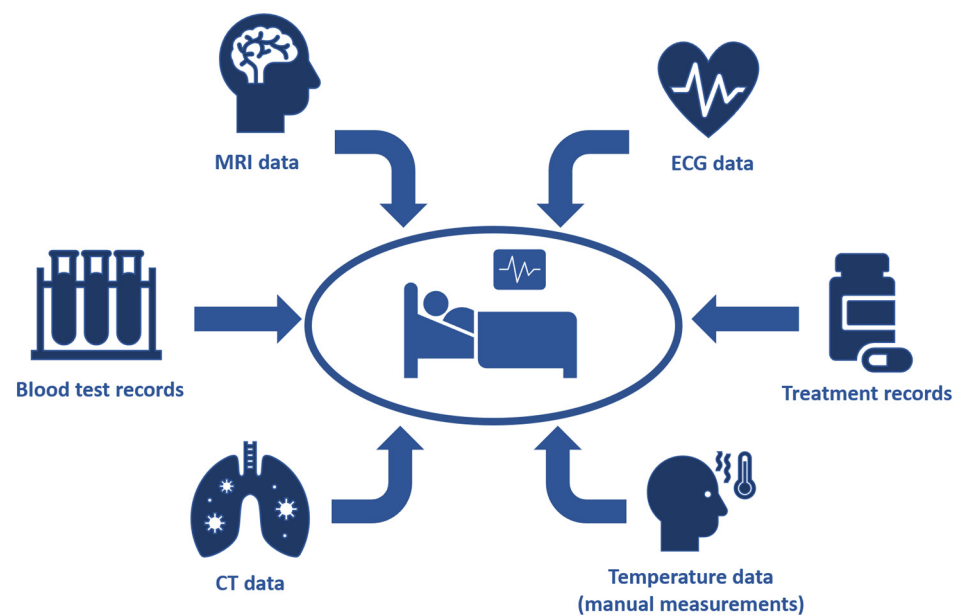 MRI data
ECG data
Blood test records
Treatment records
CT data
Temperature data
(manual measurements)